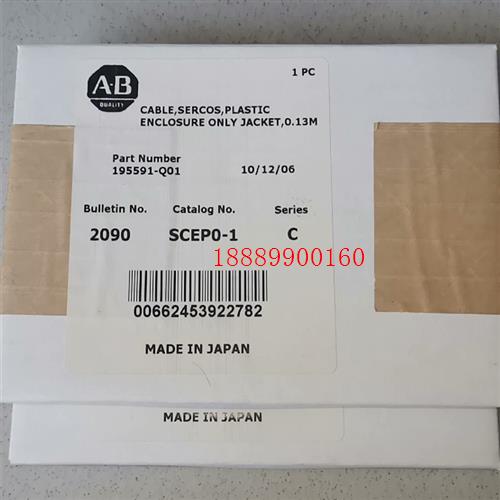 1 PC
A·B
QUALITY
CABLE,SERCOS,PLASTIC
ENCLOSURE ONLY JACKET,0.13M
Part Number
195591-Q01 10/12/06
Bulletin No. Catalog No. Series
2090 SCEP0-1 C
18889900160
00662453922782
MADE IN JAPAN
MADE IN JAPAN